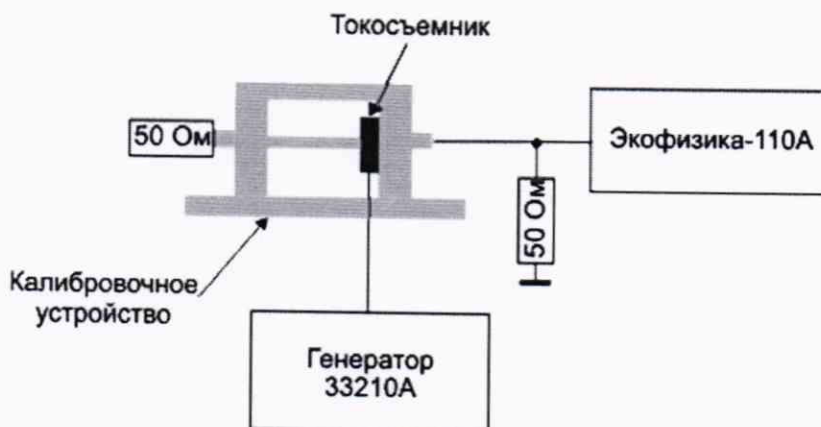 Токосъемник
50 Ом
Экофизика-110А
50 Ом
Калибровочное
устройство
Генератор
33210А